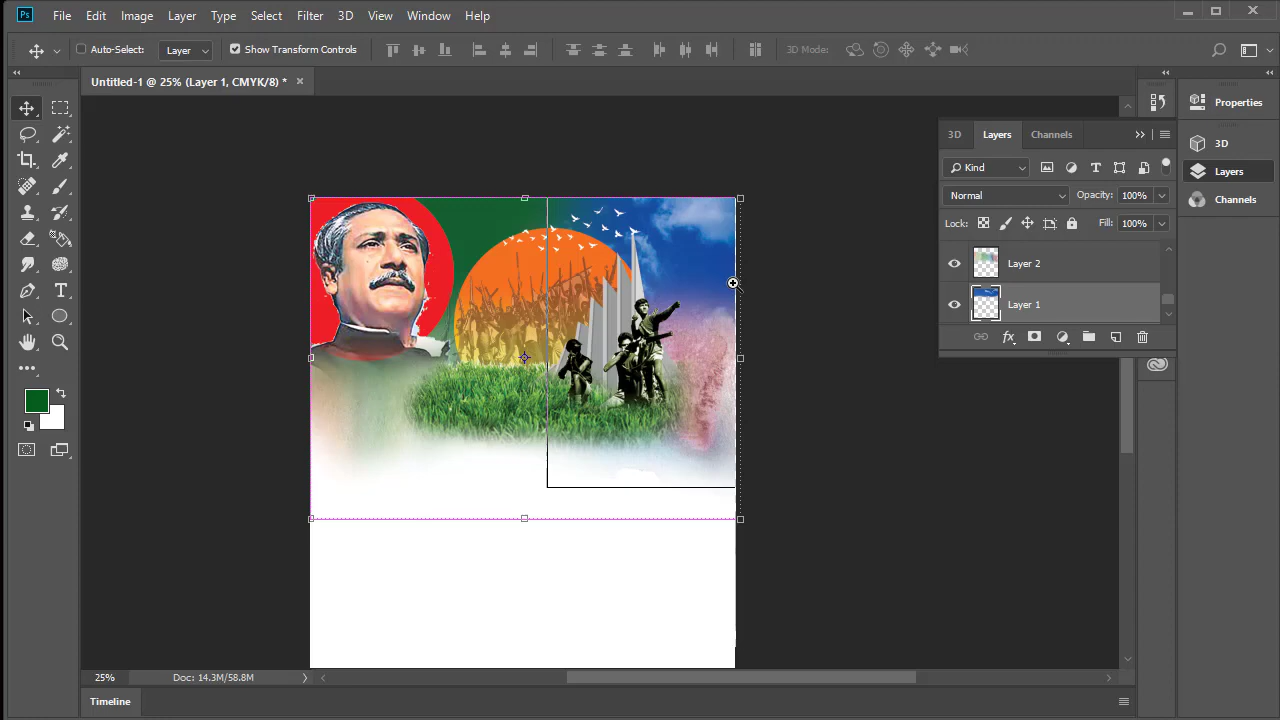 Ps File Edit Image Layer Type Select Filter 3D View Window Help
Auto-Select: Layer Show Transform Controls 3D Mode:
Untitled-1 @ 25% (Layer 1, CMYK/8) * ×
Properties
3D
Layers
Channels
3D Layers Channels
Kind
Normal Opacity: 100%
Lock: Fill: 100%
Layer 2
Layer 1
fx
25% Doc: 14.3M/58.8M
Timeline